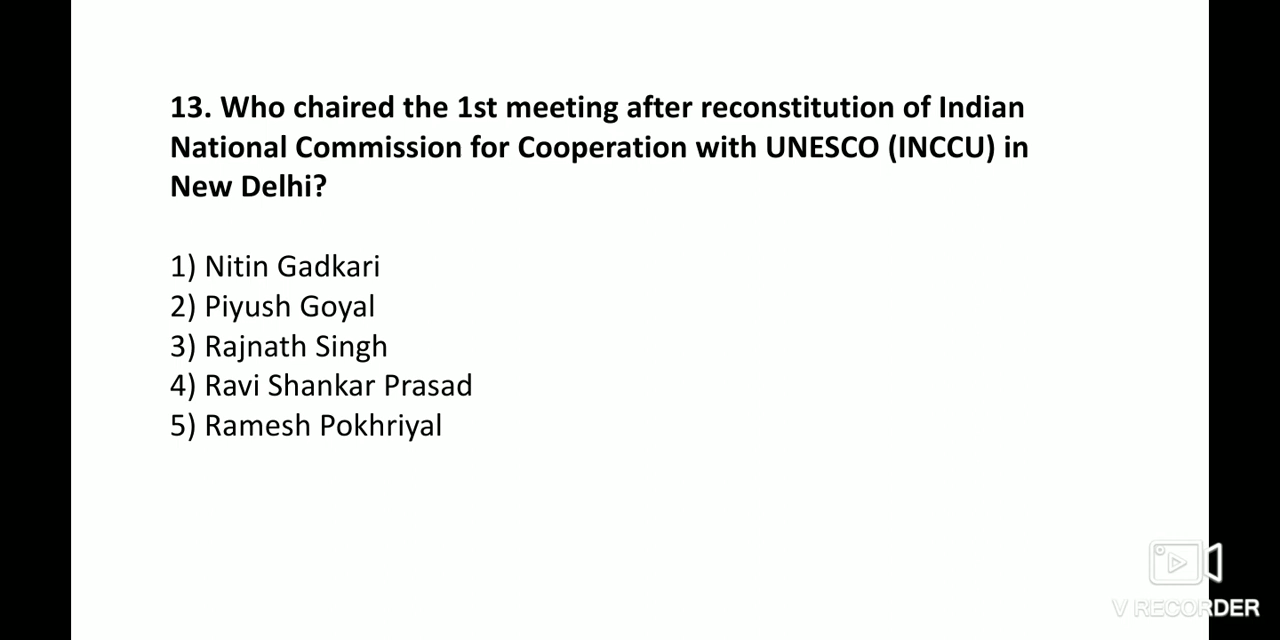 13. Who chaired the 1st meeting after reconstitution of Indian
National Commission for Cooperation with UNESCO (INCCU) in
New Delhi?
1) Nitin Gadkari
2) Piyush Goyal
3) Rajnath Singh
4) Ravi Shankar Prasad
5) Ramesh Pokhriyal
V RECORDER